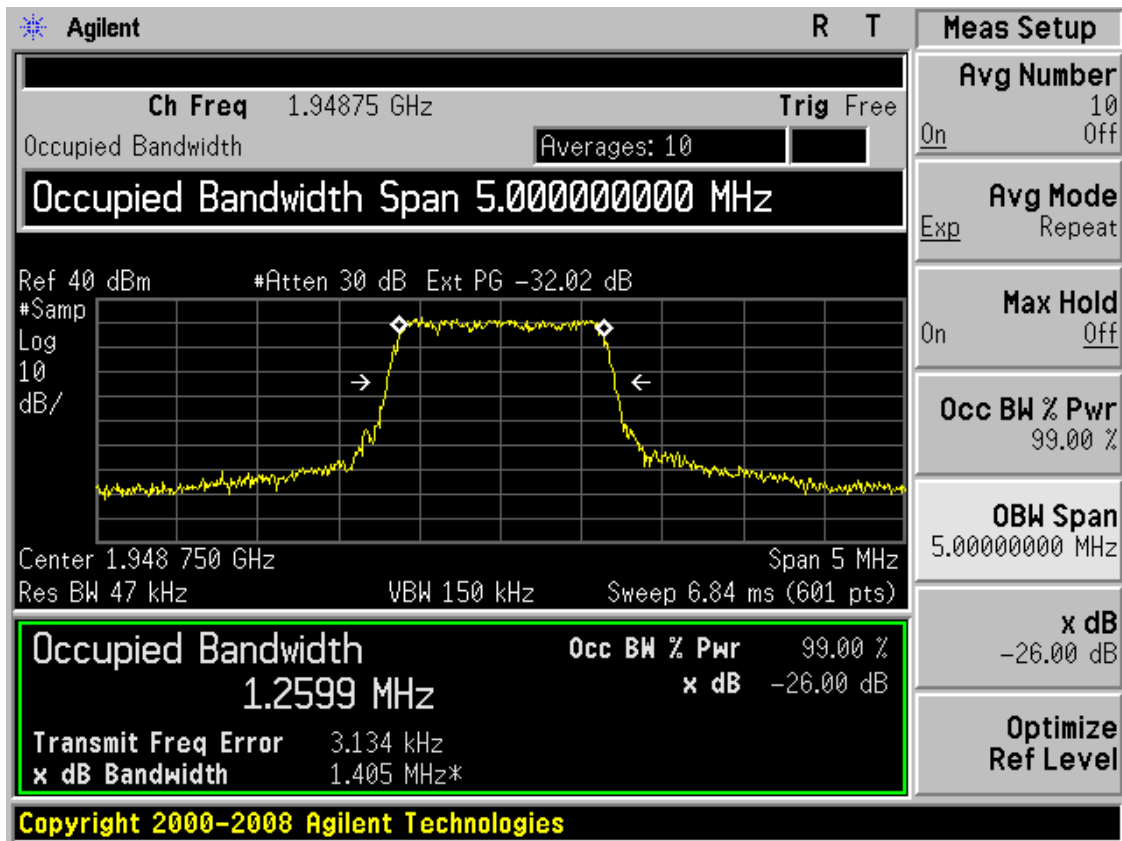 Agilent R T
Meas Setup
Ch Freq 1.94875 GHz Trig Free
Occupied Bandwidth Averages: 10
Occupied Bandwidth Span 5.000000000 MHz
Ref 40 dBm #Atten 30 dB Ext PG -32.02 dB
#Samp
Log
10
dB/
Center 1.948 750 GHz Span 5 MHz
Res BW 47 kHz VBW 150 kHz Sweep 6.84 ms (601 pts)
Occupied Bandwidth Occ BW % Pwr 99.00 %
1.2599 MHz x dB -26.00 dB
Transmit Freq Error 3.134 kHz
x dB Bandwidth 1.405 MHz*
Avg Number
10
On Off
Avg Mode
Exp Repeat
Max Hold
On Off
Occ BW % Pwr
99.00 %
OBW Span
5.00000000 MHz
x dB
-26.00 dB
Optimize
Ref Level
Copyright 2000-2008 Agilent Technologies